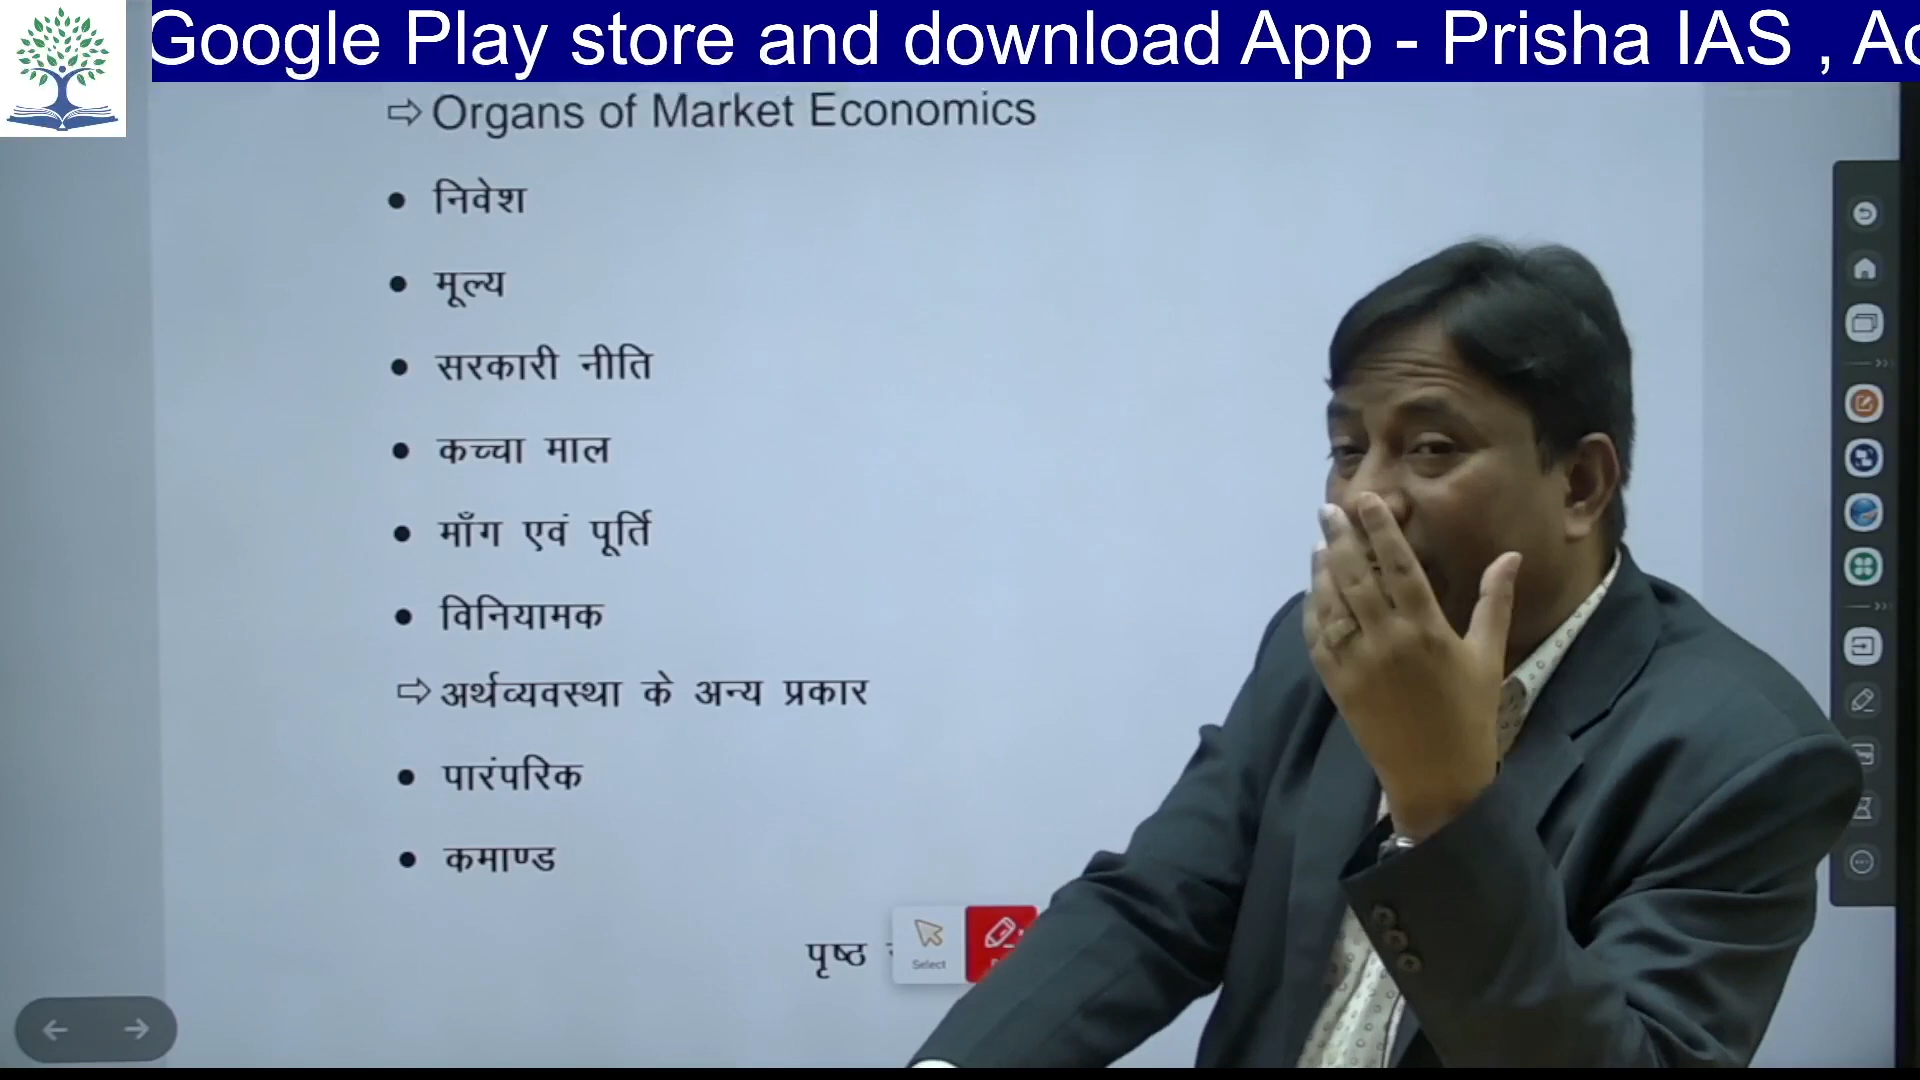 Google Play store and download App - Prisha IAS ,
⇨ Organs of Market Economics
• निवेश
• मूल्य
• सरकारी नीति
• कच्चा माल
• माँग एवं पूर्ति
• विनियामक
⇨ अर्थव्यवस्था के अन्य प्रकार
• पारंपरिक
• कमाण्ड
पृष्ठ
Select